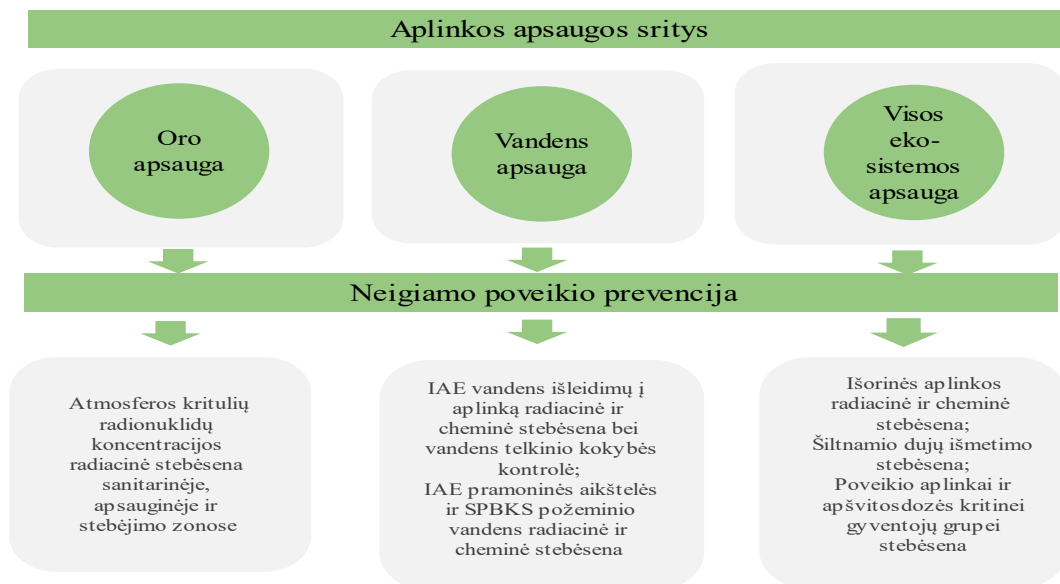 Aplinkos apsaugos sritys
Oro
apsauga
Vandens
apsauga
Visos
eko-
sistemos
apsauga
Neigiamo poveikio prevencija
Atmosferos kritulių
radionuklidų
koncentracijos
radiacinė stebėsena
sanitarinėje,
apsauginėje ir
stebėjimo zonose
IAE vandens išleidimų į
aplinką radiacinė ir
cheminė stebėsena bei
vandens telkinio kokybės
kontrolė;
IAE pramoninės aikštelės
ir SPBKS požeminio
vandens radiacinė ir
cheminė stebėsena
Išorinės aplinkos
radiacinė ir cheminė
stebėsena;
Šiltnamio dujų išmetimo
stebėsena;
Poveikio aplinkai ir
apšvitosdozės kritinei
gyventojų grupei
stebėsena